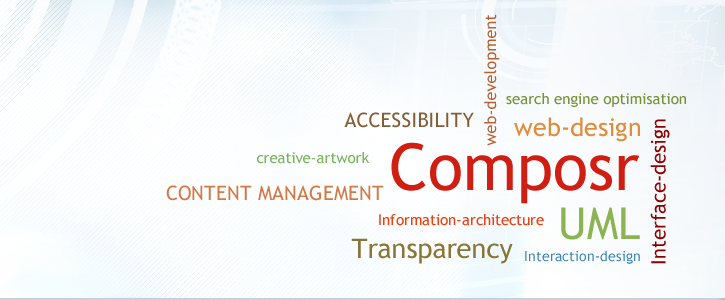 web-development
search engine optimisation
ACCESSIBILITY
web-design
creative-artwork
Composr
Interface-design
CONTENT MANAGEMENT
Information-architecture
UML
Transparency
Interaction-design